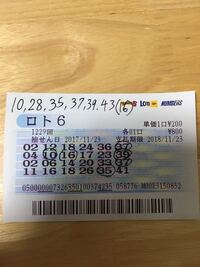 10, 28, 35, 37, 39. 43 (16) LOTO NUMBERS
ロト6 単価1口¥200
1229回 各01口 ¥800
抽せん日 2017/11/23 支払期限 2018/11/23
02 12 18 24 36 37
04 10 16 17 23 39
02 06 14 20 33 37
11 16 18 26 35 41